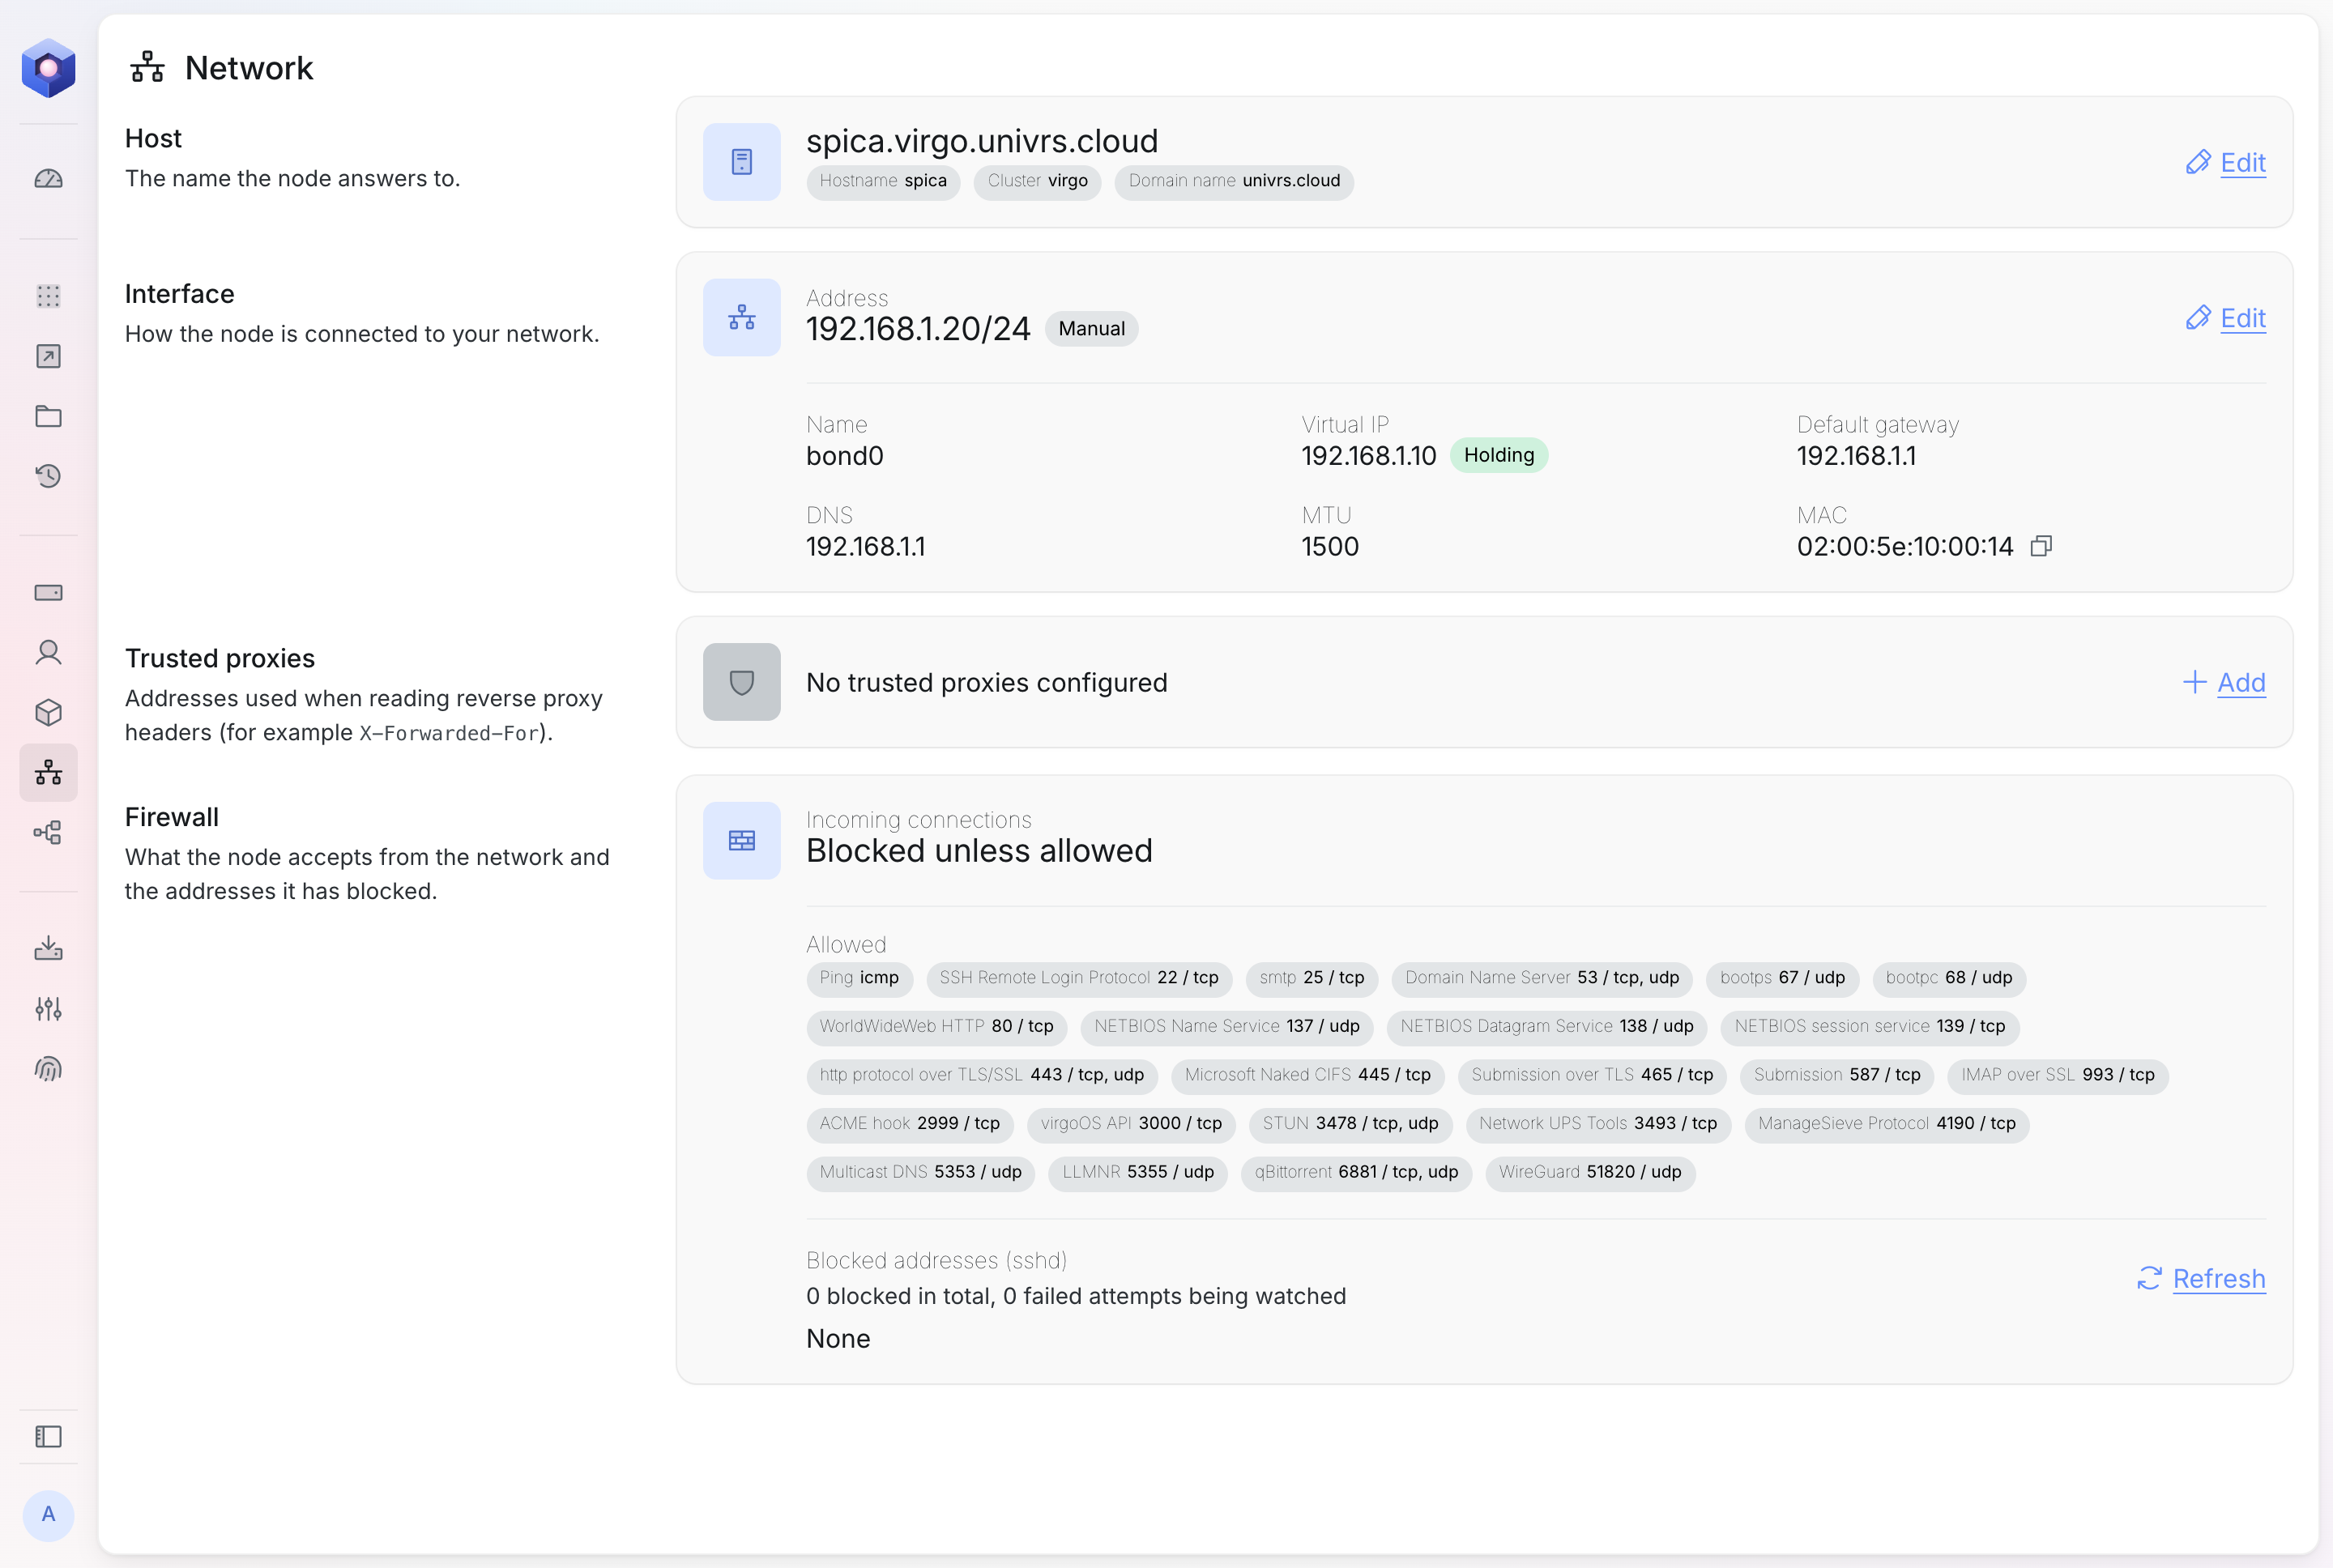 Network
Host
The name the node answers to.
spica.virgo.univrs.cloud
Hostname spica Cluster virgo Domain name univrs.cloud
Edit
Interface
How the node is connected to your network.
Address
192.168.1.20/24 Manual
Edit
Name Virtual IP Default gateway
bond0 192.168.1.10 Holding 192.168.1.1
DNS MTU MAC
192.168.1.1 1500 02:00:5e:10:00:14
Trusted proxies
Addresses used when reading reverse proxy
headers (for example X-Forwarded-For).
No trusted proxies configured
Add
Firewall
What the node accepts from the network and
the addresses it has blocked.
Incoming connections
Blocked unless allowed
Allowed
Ping icmp SSH Remote Login Protocol 22 / tcp smtp 25 / tcp Domain Name Server 53 / tcp, udp bootps 67 / udp bootpc 68 / udp
WorldWideWeb HTTP 80 / tcp NETBIOS Name Service 137 / udp NETBIOS Datagram Service 138 / udp NETBIOS session service 139 / tcp
http protocol over TLS/SSL 443 / tcp, udp Microsoft Naked CIFS 445 / tcp Submission over TLS 465 / tcp Submission 587 / tcp IMAP over SSL 993 / tcp
ACME hook 2999 / tcp virgoOS API 3000 / tcp STUN 3478 / tcp, udp Network UPS Tools 3493 / tcp ManageSieve Protocol 4190 / tcp
Multicast DNS 5353 / udp LLMNR 5355 / udp qBittorrent 6881 / tcp, udp WireGuard 51820 / udp
Blocked addresses (sshd)
0 blocked in total, 0 failed attempts being watched
None
Refresh
A